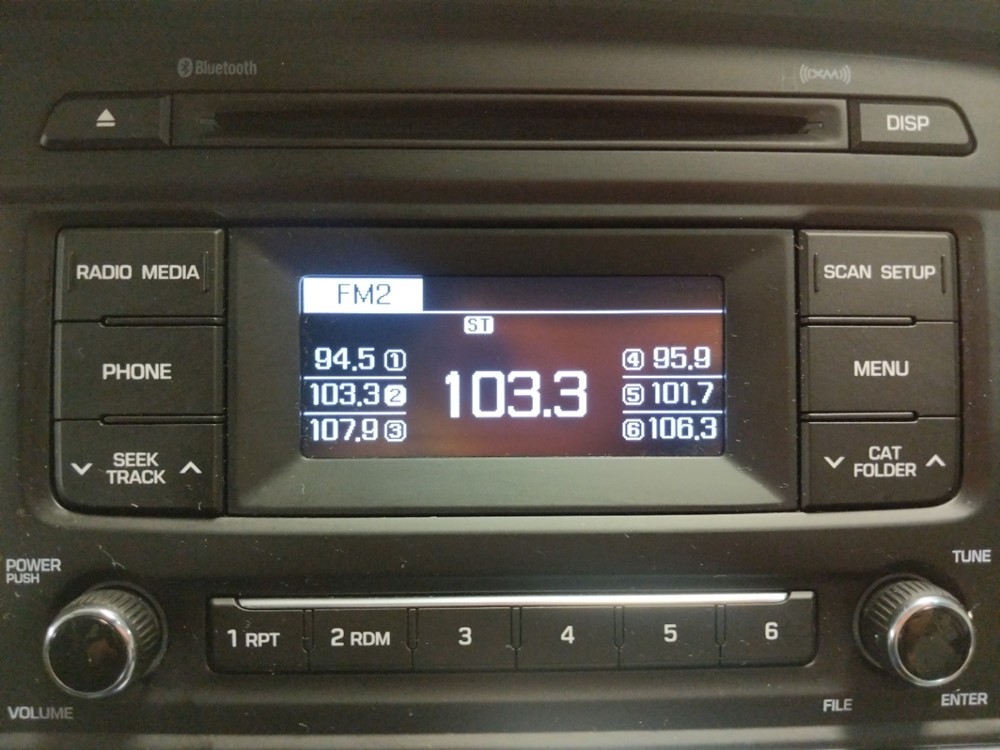 Bluetooth
((XM))
DISP
RADIO MEDIA
SCAN SETUP
FM2
ST
94.5 1
103.3 2
107.9 3
103.3
4 95.9
5 101.7
6 106.3
PHONE
MENU
SEEK
TRACK
CAT
FOLDER
POWER
PUSH
TUNE
1 RPT
2 RDM
3
4
5
6
VOLUME
FILE
ENTER